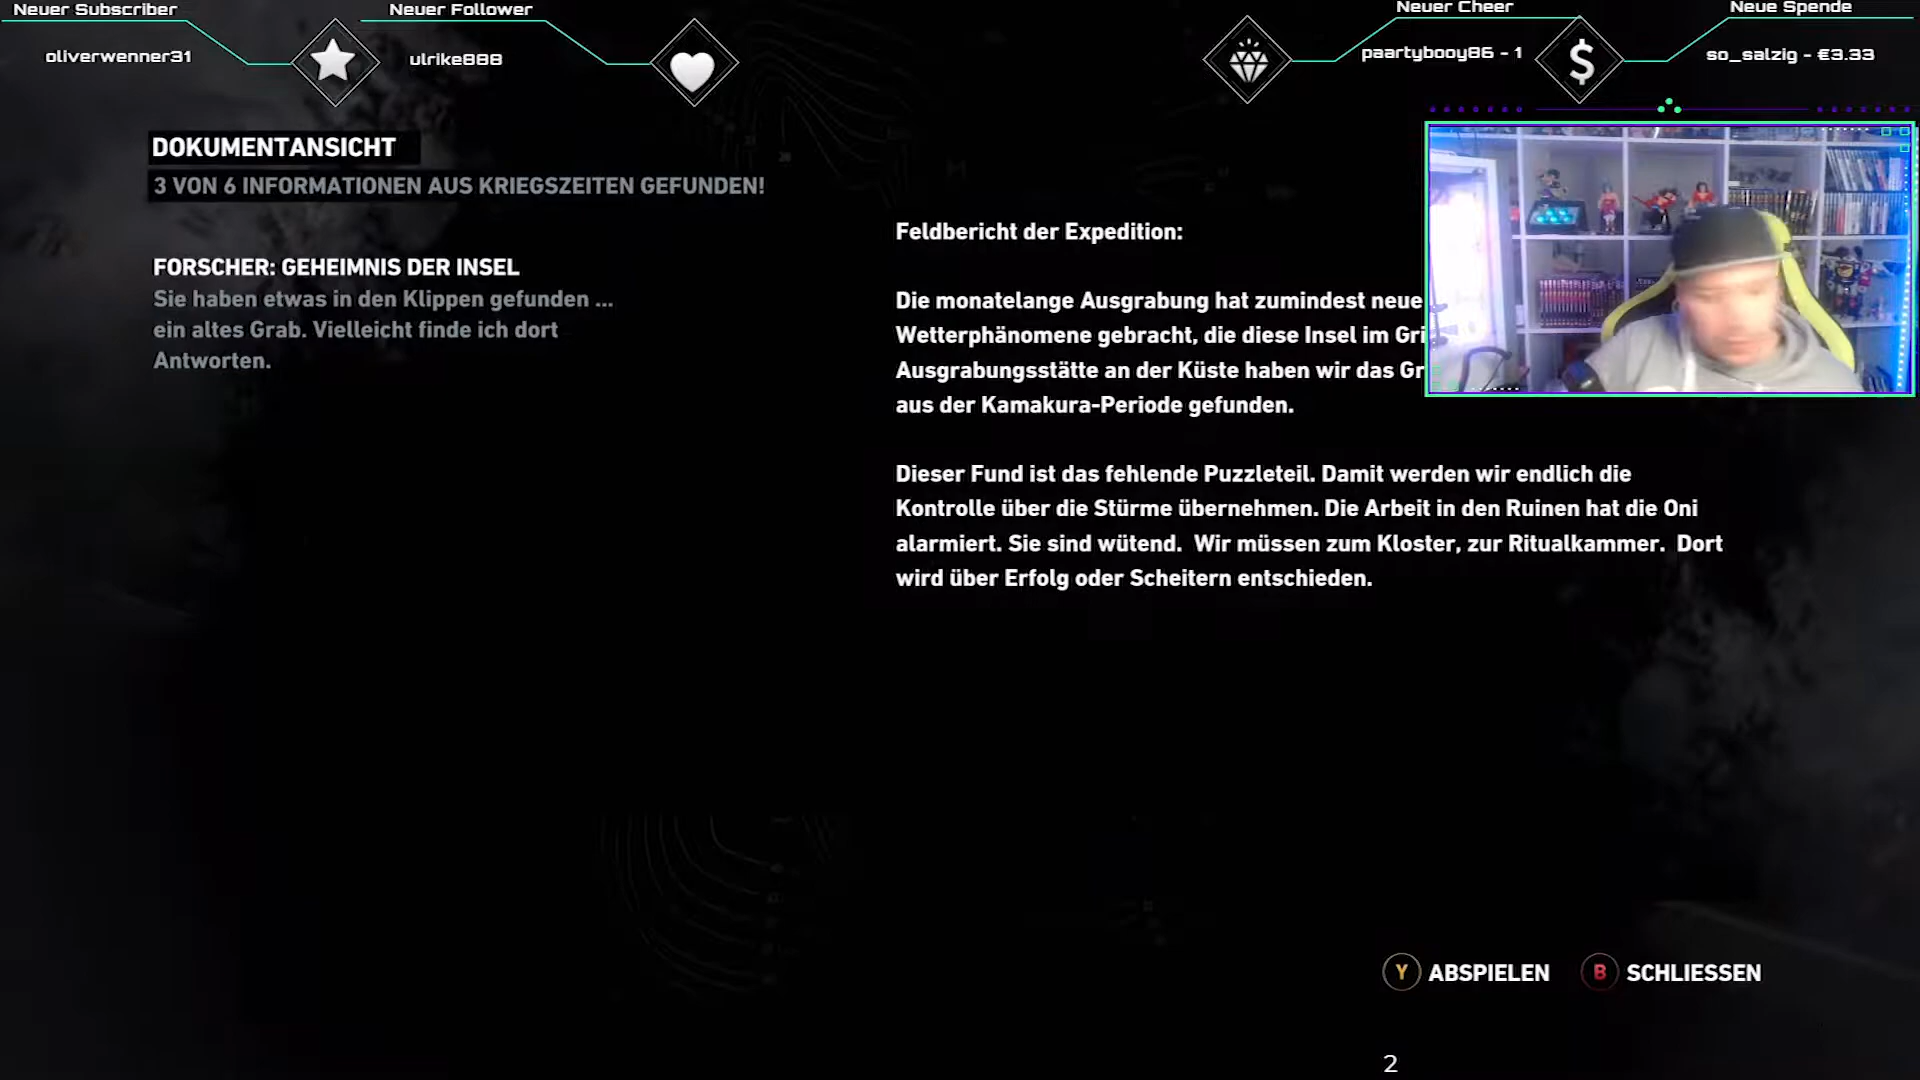 Neuer Subscriber
oliverwenner31
Neuer Follower
ulrike888
Neuer Cheer
paartybooy86 - 1
Neue Spende
so_salzig - €3.33
DOKUMENTANSICHT
3 VON 6 INFORMATIONEN AUS KRIEGSZEITEN GEFUNDEN!
FORSCHER: GEHEIMNIS DER INSEL
Sie haben etwas in den Klippen gefunden ...
ein altes Grab. Vielleicht finde ich dort
Antworten.
Feldbericht der Expedition:
Die monatelange Ausgrabung hat zumindest neue
Wetterphänomene gebracht, die diese Insel im Gri
Ausgrabungsstätte an der Küste haben wir das Gr
aus der Kamakura-Periode gefunden.
Dieser Fund ist das fehlende Puzzleteil. Damit werden wir endlich die
Kontrolle über die Stürme übernehmen. Die Arbeit in den Ruinen hat die Oni
alarmiert. Sie sind wütend. Wir müssen zum Kloster, zur Ritualkammer. Dort
wird über Erfolg oder Scheitern entschieden.
Y ABSPIELEN B SCHLIESSEN
2